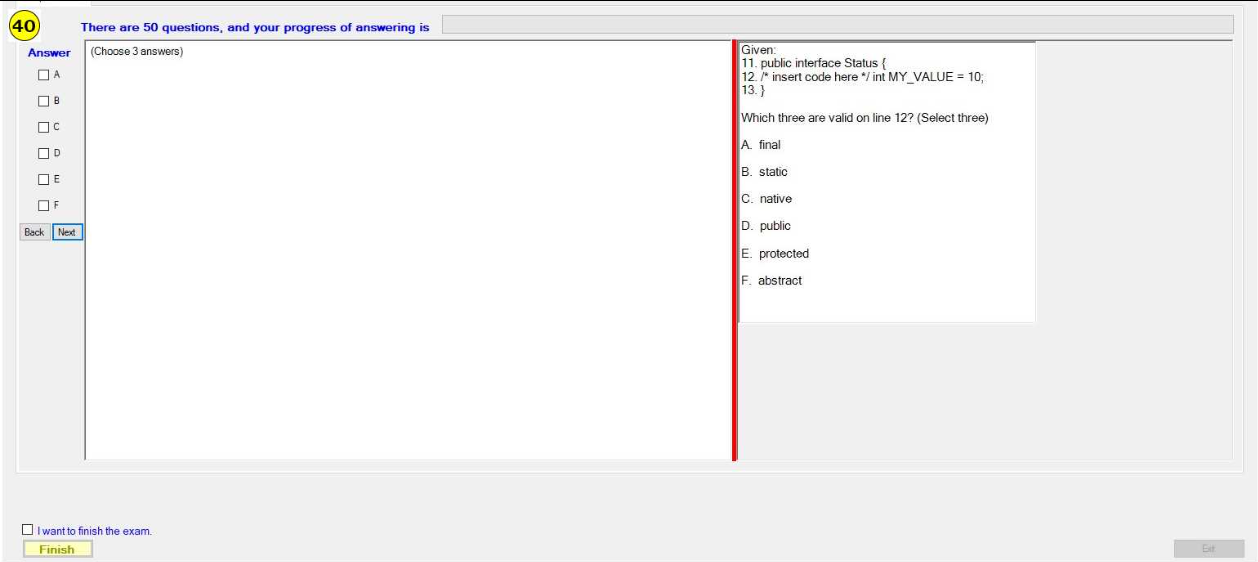 40
There are 50 questions, and your progress of answering is
Answer
(Choose 3 answers)
A
B
C
D
E
F
Back Next
Given:
11. public interface Status {
12. /* insert code here */ int MY_VALUE = 10;
13. }
Which three are valid on line 12? (Select three)
A. final
B. static
C. native
D. public
E. protected
F. abstract
I want to finish the exam.
Finish
Exit